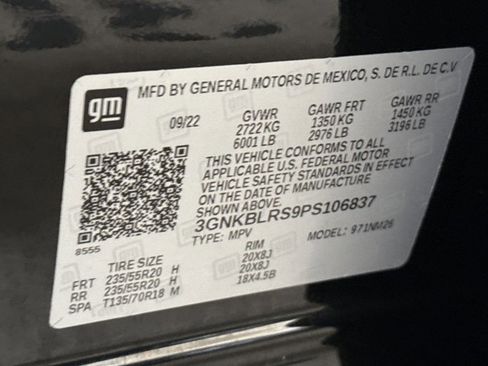 gm
MFD BY GENERAL MOTORS DE MEXICO, S. DE R.L. DE C.V
09/22 GVWR GAWR FRT GAWR RR
2722 KG 1350 KG 1450 KG
6001 LB 2976 LB 3196 LB
THIS VEHICLE CONFORMS TO ALL
APPLICABLE U.S. FEDERAL MOTOR
VEHICLE SAFETY STANDARDS IN EFFECT
ON THE DATE OF MANUFACTURE
SHOWN ABOVE.
3GNKBLRS9PS106837
TYPE: MPV MODEL: 971NM26
8555
TIRE SIZE RIM
FRT 235/55R20 H 20X8J
RR 235/55R20 H 20X8J
SPA T135/70R18 M 18X4.5B